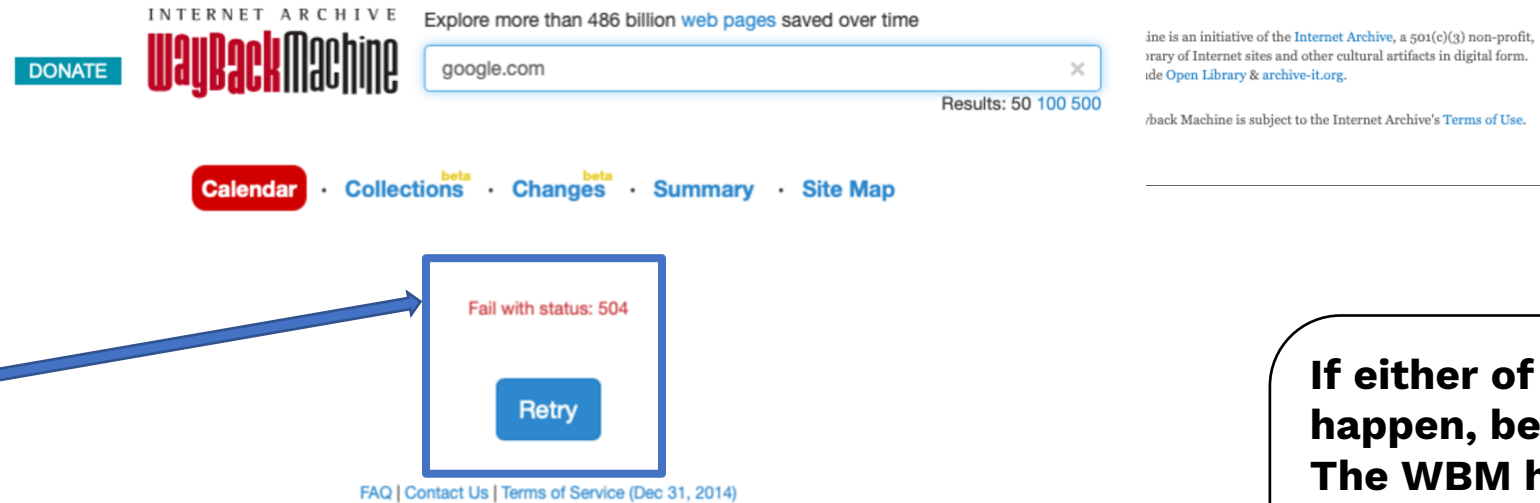 INTERNET ARCHIVE
WayBackMachine
DONATE
Explore more than 486 billion web pages saved over time
google.com ×
Results: 50 100 500
is an initiative of the Internet Archive, a 501(c)(3) non-profit,
of Internet sites and other cultural artifacts in digital form.
Open Library & archive-it.org.
Machine is subject to the Internet Archive's Terms of Use.
Calendar · Collections beta · Changes beta · Summary · Site Map
Fail with status: 504
Retry
FAQ | Contact Us | Terms of Service (Dec 31, 2014)
If either of
happen, be
The WBM